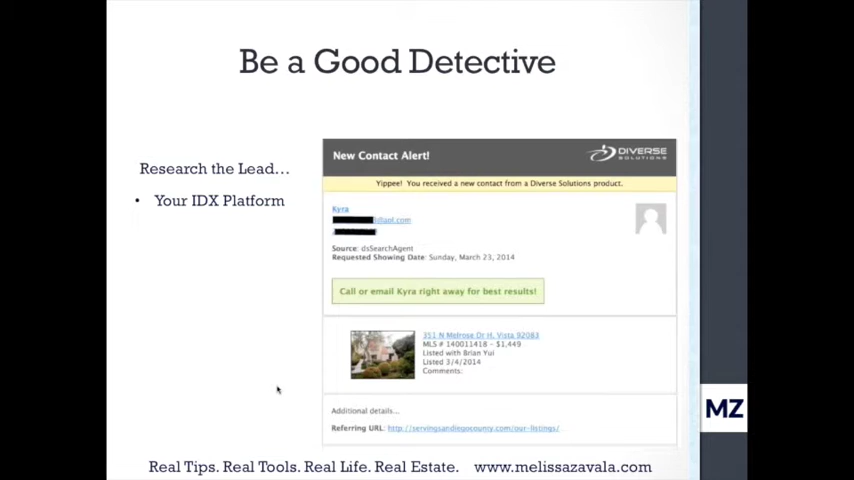 Be a Good Detective
Research the Lead...
• Your IDX Platform
New Contact Alert!
DIVERSE
SOLUTIONS
Yippee! You received a new contact from a Diverse Solutions product.
Kyra
@aol.com
Source: dsSearchAgent
Requested Showing Date: Sunday, March 23, 2014
Call or email Kyra right away for best results!
351 N Melrose Dr H, Vista 92083
MLS # 140011418 - $1,449
Listed with Brian Yui
Listed 3/4/2014
Comments:
Additional details...
Referring URL: http://servingsandiegocounty.com/our-listings/
MZ
Real Tips. Real Tools. Real Life. Real Estate. www.melissazavala.com